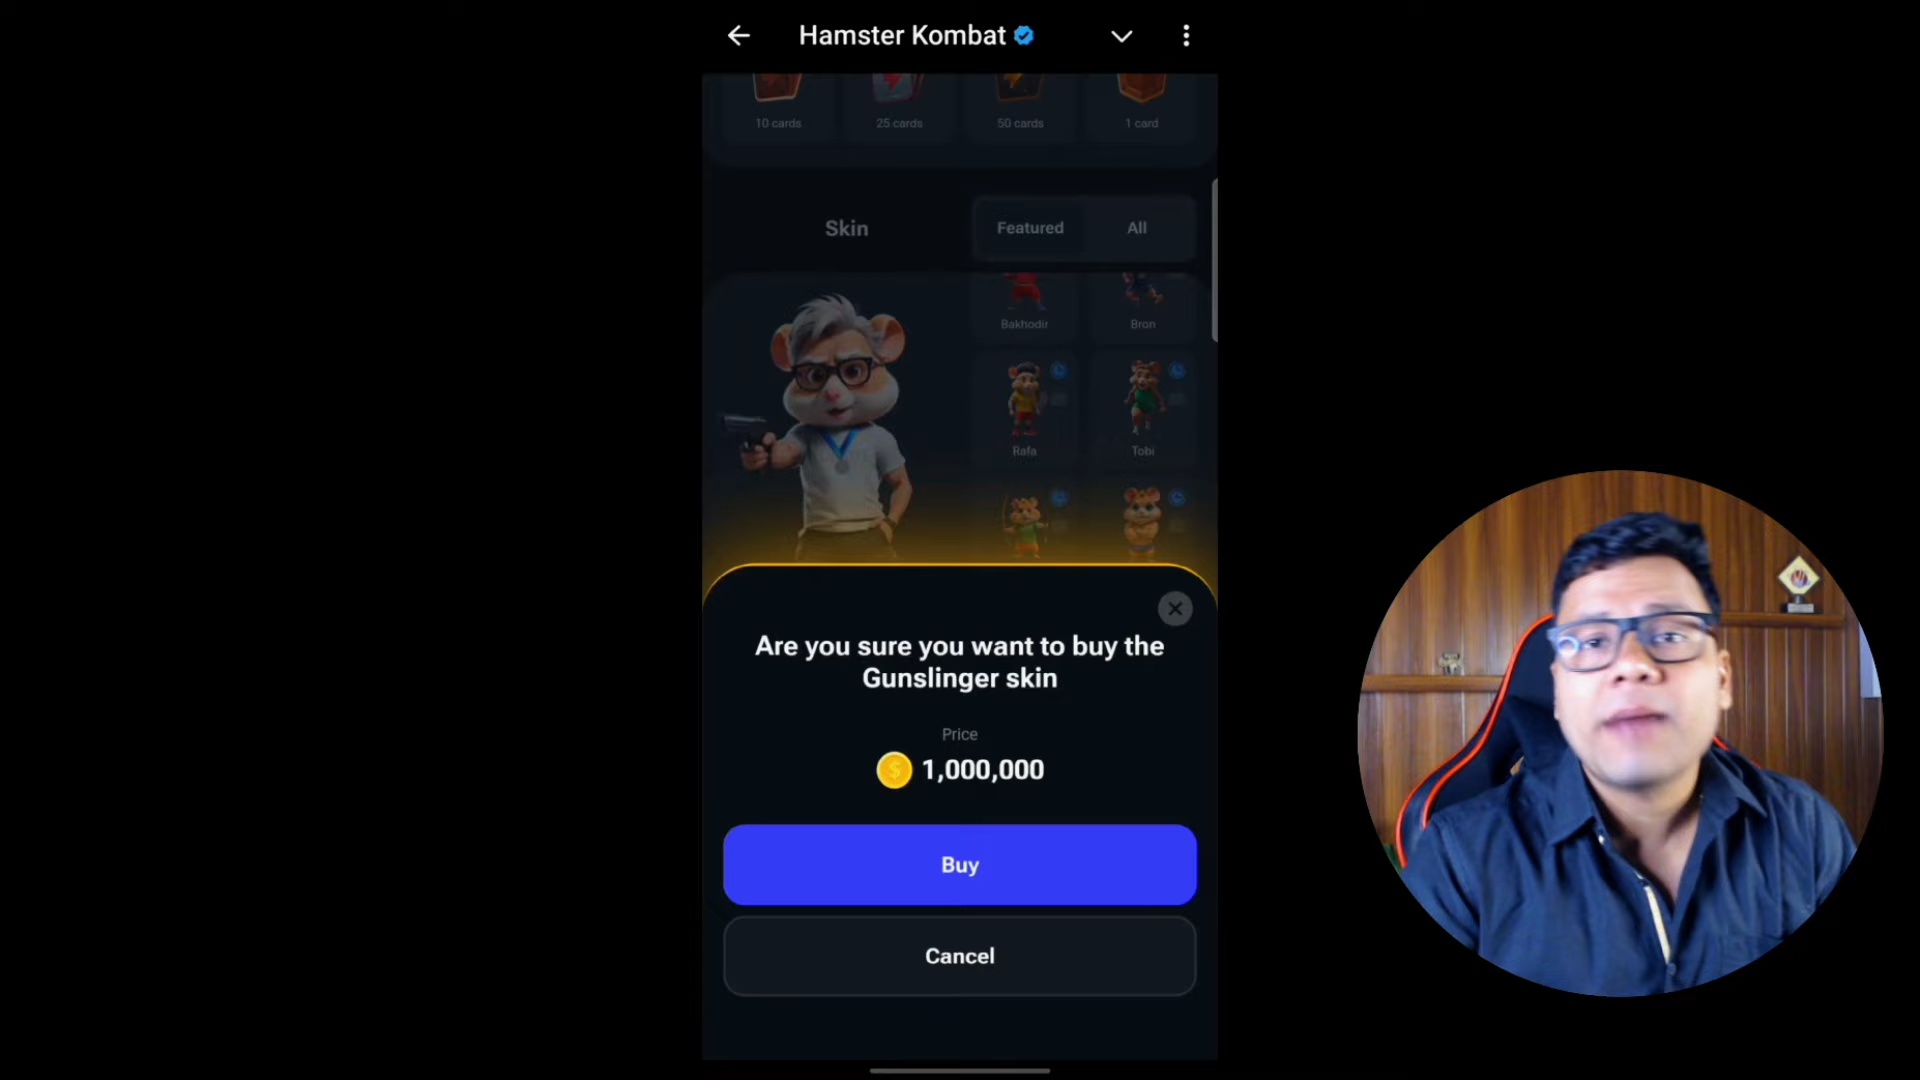 Hamster Kombat
10 cards
25 cards
50 cards
1 card
Skin
Featured
All
Bakhodir
Bron
Rafa
Tobi
Are you sure you want to buy the
Gunslinger skin
Price
1,000,000
Buy
Cancel